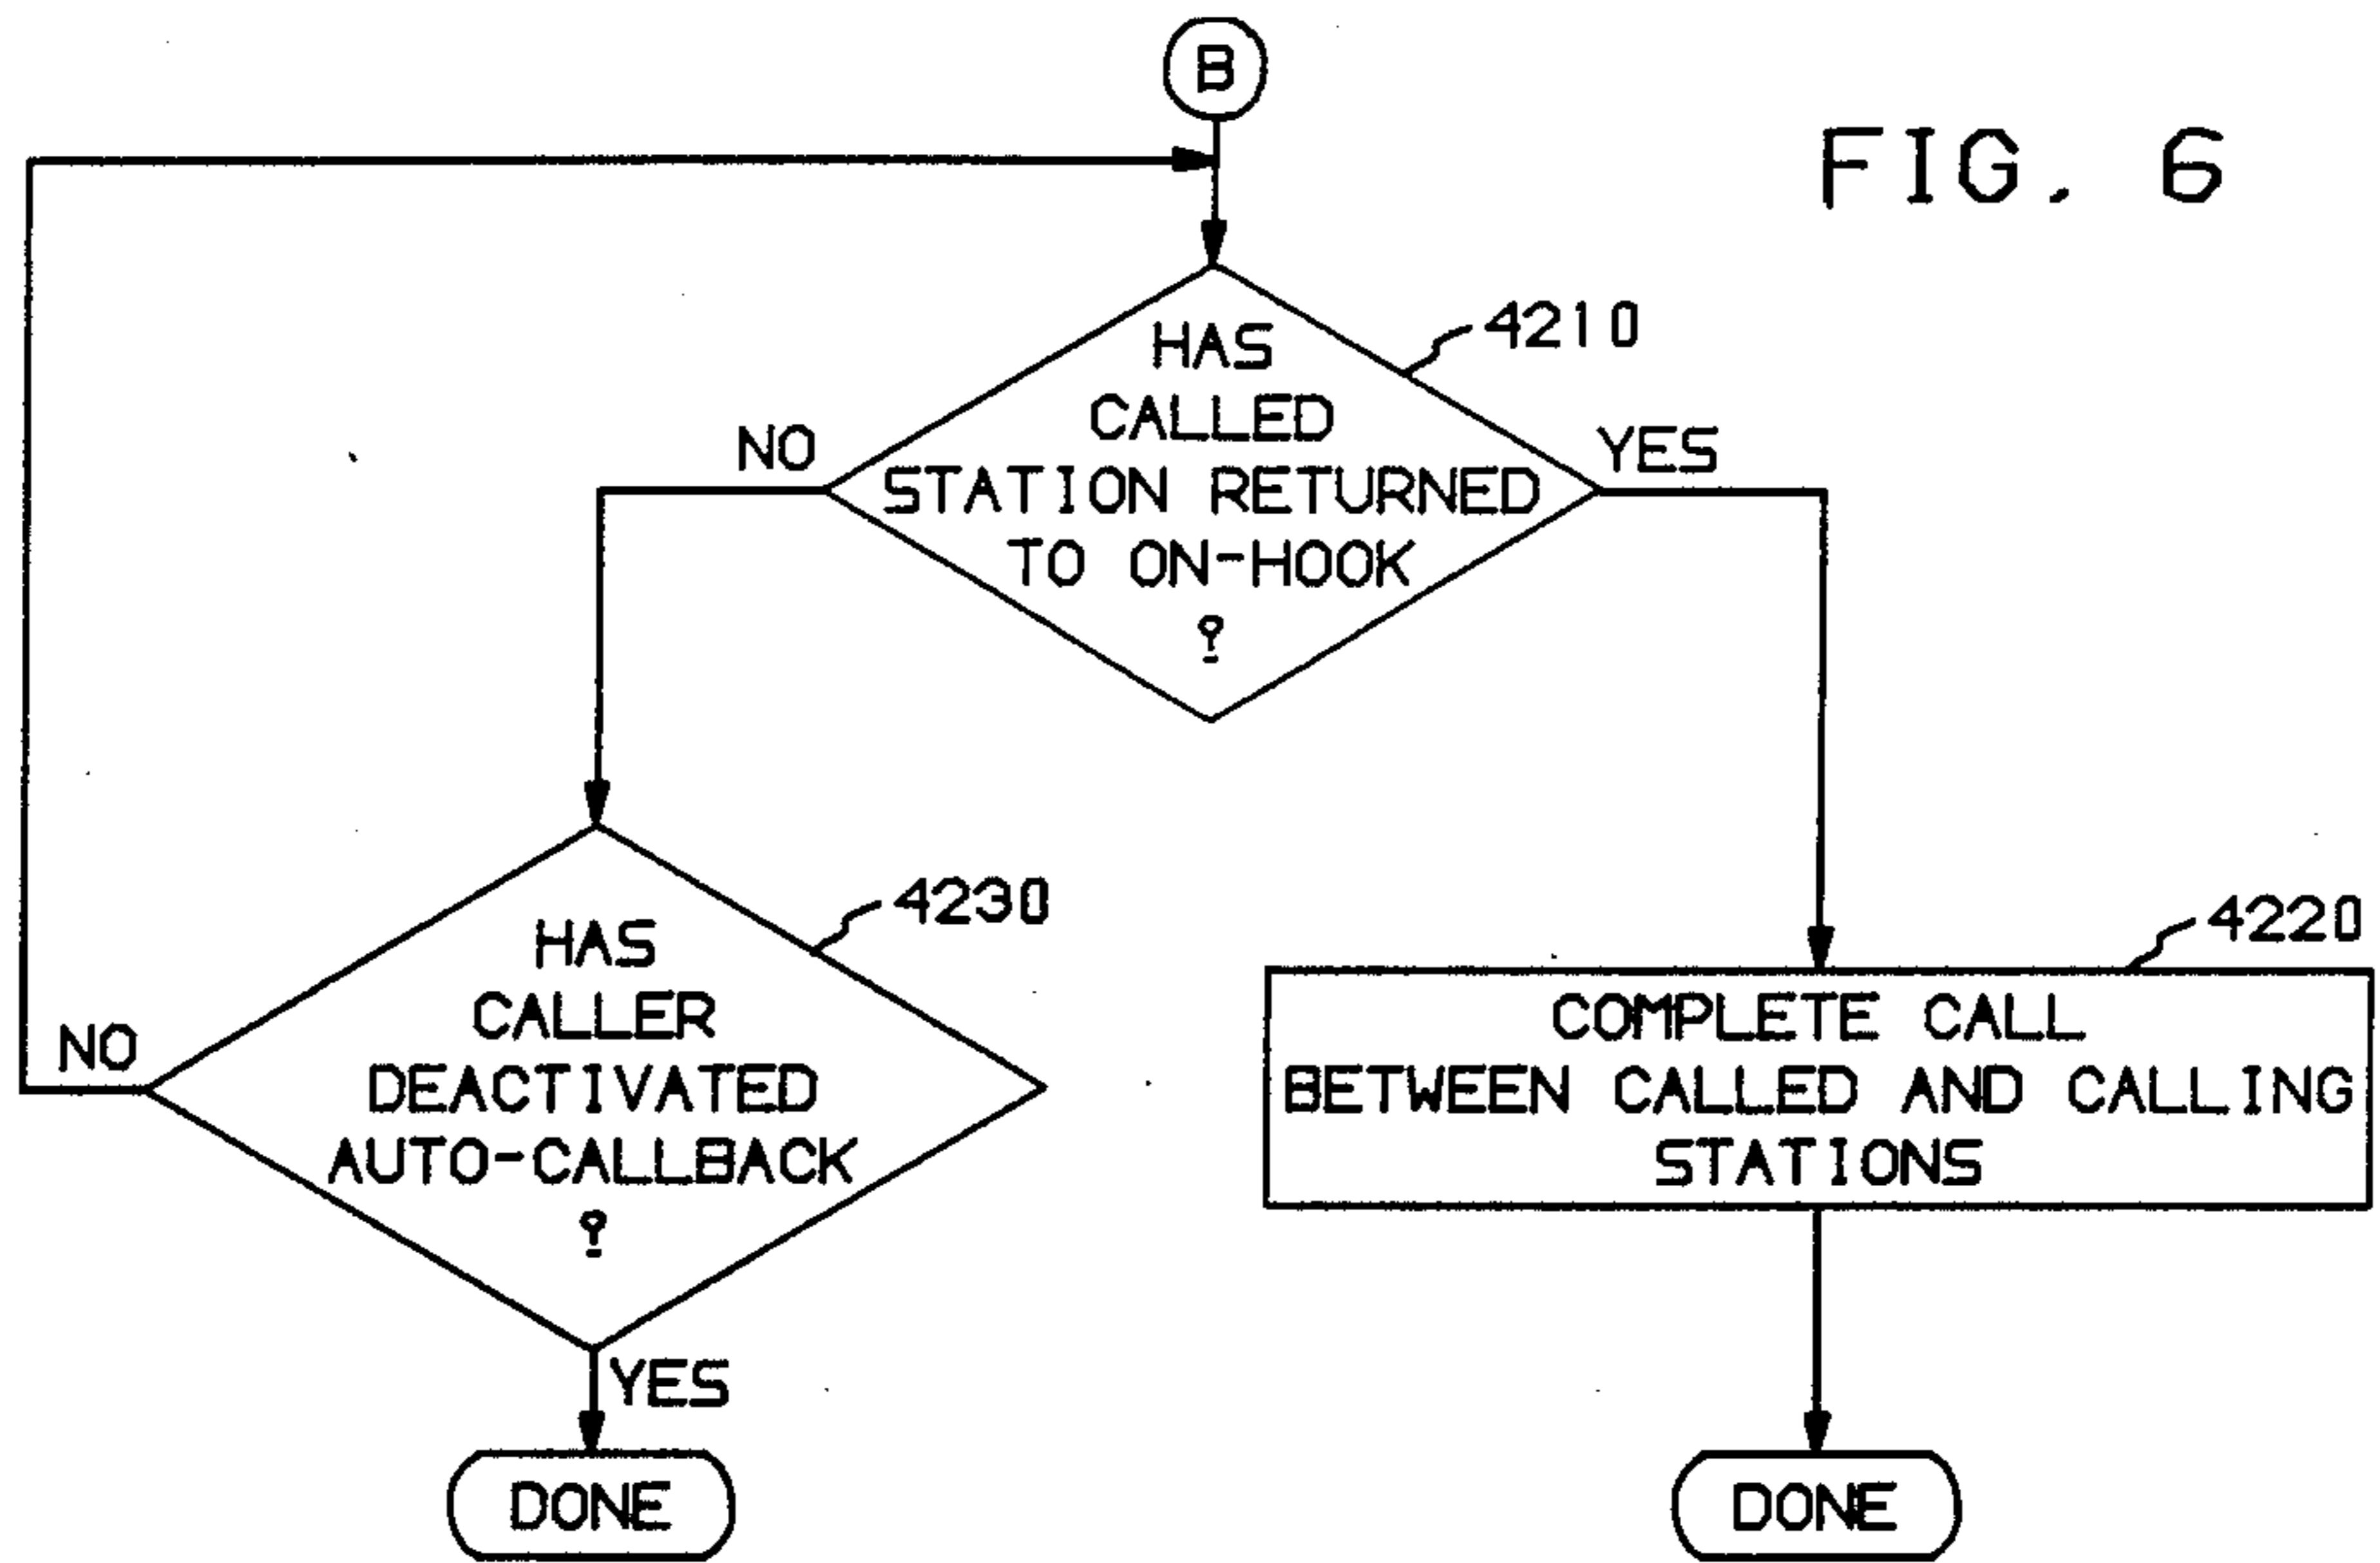 B
FIG. 6
4210
HAS
CALLED
STATION RETURNED
TO ON-HOOK
?
NO
YES
4230
HAS
CALLER
DEACTIVATED
AUTO-CALLBACK
?
NO
YES
4220
COMPLETE CALL
BETWEEN CALLED AND CALLING
STATIONS
DONE
DONE